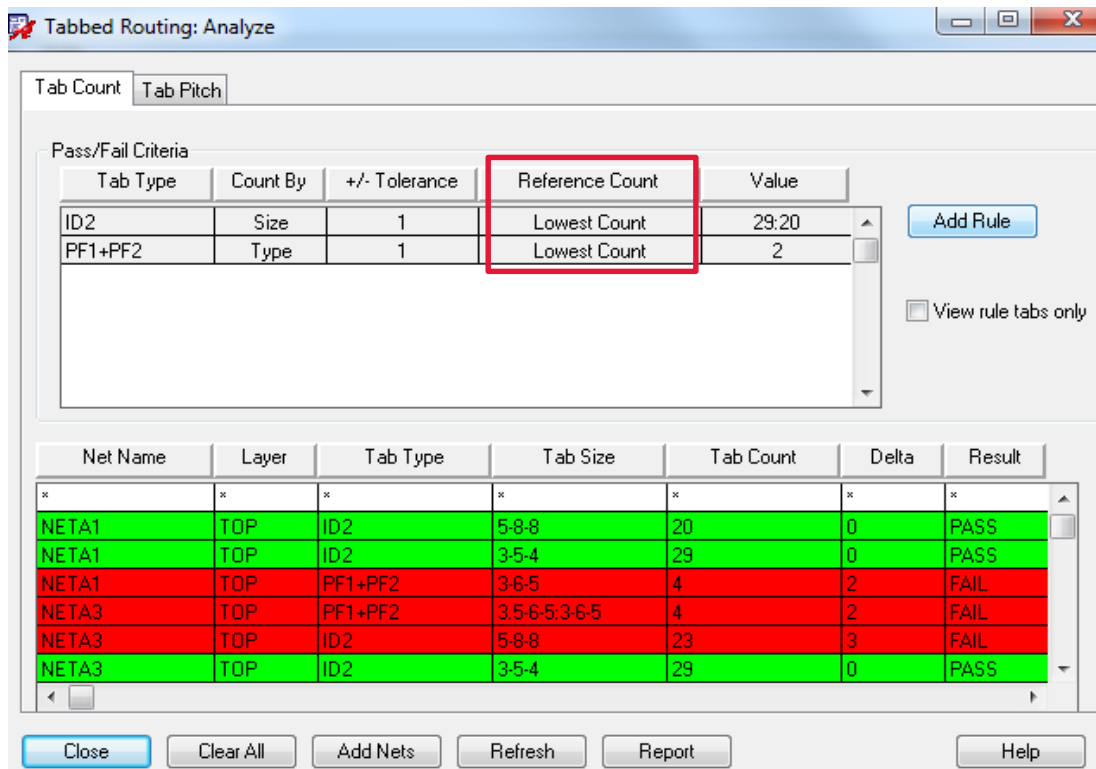 Tabbed Routing: Analyze
Tab Count Tab Pitch
Pass/Fail Criteria
Tab Type Count By +/- Tolerance Reference Count Value
ID2 Size 1 Lowest Count 29:20
PF1+PF2 Type 1 Lowest Count 2
Add Rule
View rule tabs only
Net Name Layer Tab Type Tab Size Tab Count Delta Result
* * * * * * *
NETA1 TOP ID2 5-8-8 20 0 PASS
NETA1 TOP ID2 3-5-4 29 0 PASS
NETA1 TOP PF1+PF2 3-6-5 4 2 FAIL
NETA3 TOP PF1+PF2 3.5-6-5:3-6-5 4 2 FAIL
NETA3 TOP ID2 5-8-8 23 3 FAIL
NETA3 TOP ID2 3-5-4 29 0 PASS
Close Clear All Add Nets Refresh Report Help